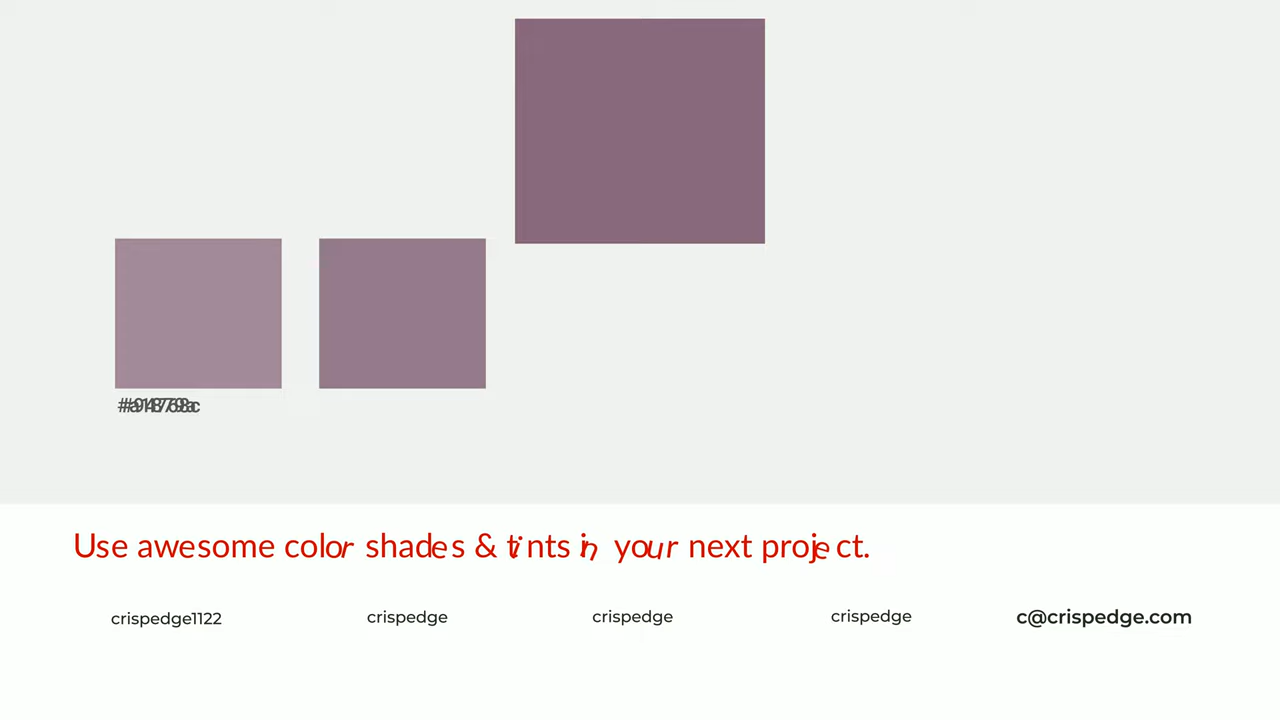 Use awesome color shades & tints in your next project.
crispedge1122 crispedge crispedge crispedge c@crispedge.com